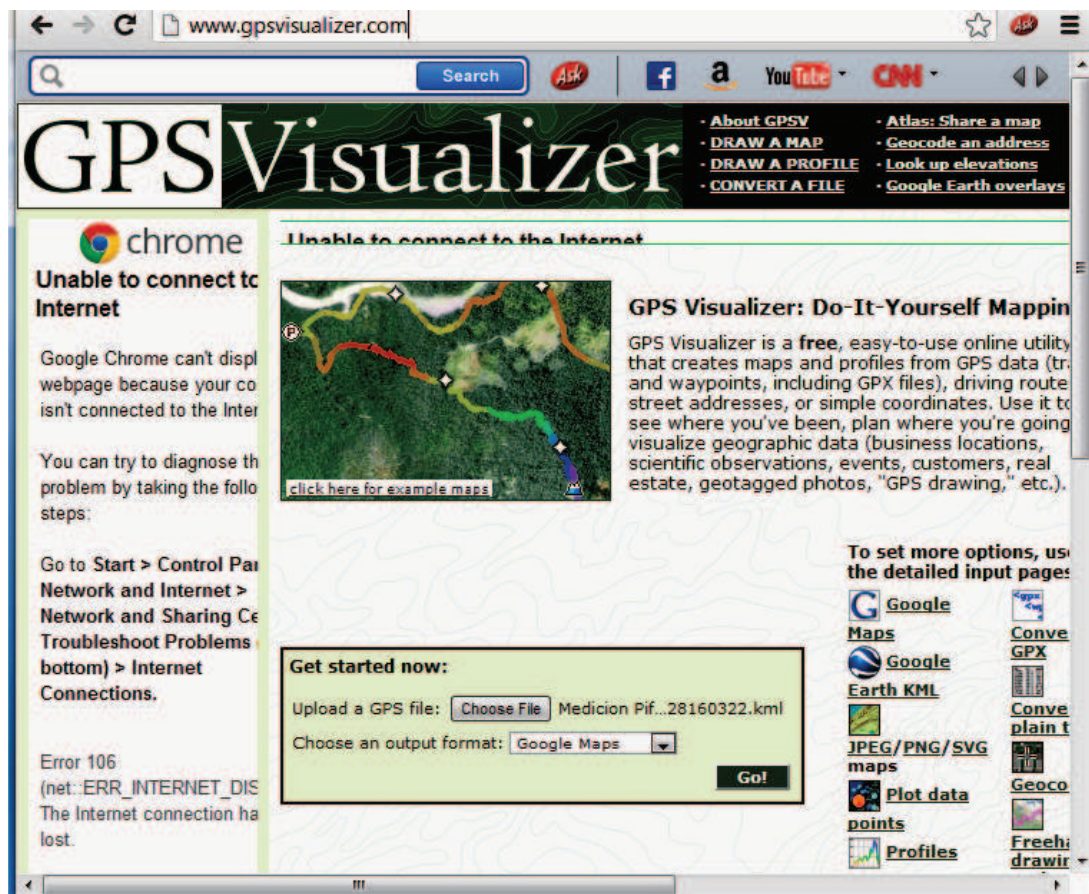 www.gpsvisualizer.com
Ask
Search
Ask
f
a
YouTube
CNN
GPSVisualizer
- About GPSV
- DRAW A MAP
- DRAW A PROFILE
- CONVERT A FILE
- Atlas: Share a map
- Geocode an address
- Look up elevations
- Google Earth overlays
chrome
Unable to connect to
Internet
Google Chrome can't displ
webpage because your co
isn't connected to the Inter
You can try to diagnose th
problem by taking the follo
steps:
Go to Start > Control Pa
Network and Internet >
Network and Sharing Ce
Troubleshoot Problems
bottom) > Internet
Connections.
Error 106
(net::ERR_INTERNET_DIS
The Internet connection ha
lost.
Unable to connect to the Internet
P
click here for example maps
GPS Visualizer: Do-It-Yourself Mappin
GPS Visualizer is a free, easy-to-use online utility
that creates maps and profiles from GPS data (tr
and waypoints, including GPX files), driving route
street addresses, or simple coordinates. Use it to
see where you've been, plan where you're going
visualize geographic data (business locations,
scientific observations, events, customers, real
estate, geotagged photos, "GPS drawing," etc.).
Get started now:
Upload a GPS file: Choose File Medicion Pif...28160322.kml
Choose an output format: Google Maps
Go!
To set more options, us
the detailed input pages
Google
Maps
Google
Earth KML
JPEG/PNG/SVG
maps
Plot data
points
Profiles
Conve
GPX
Conve
plain t
Geoco
Freeha
drawin